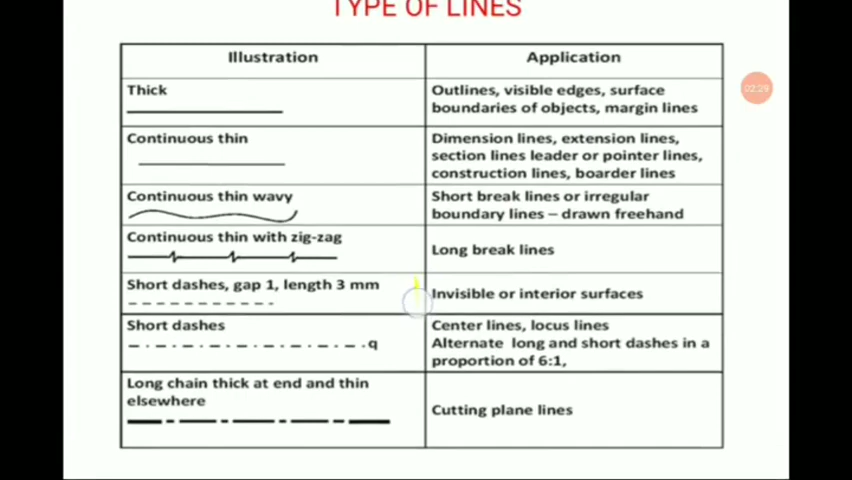 TYPE OF LINES
Illustration
Application
Thick
Outlines, visible edges, surface
boundaries of objects, margin lines
Continuous thin
Dimension lines, extension lines,
section lines leader or pointer lines,
construction lines, boarder lines
Continuous thin wavy
Short break lines or irregular
boundary lines – drawn freehand
Continuous thin with zig-zag
Long break lines
Short dashes, gap 1, length 3 mm
Invisible or interior surfaces
Short dashes
q
Center lines, locus lines
Alternate long and short dashes in a
proportion of 6:1,
Long chain thick at end and thin
elsewhere
Cutting plane lines
02:29